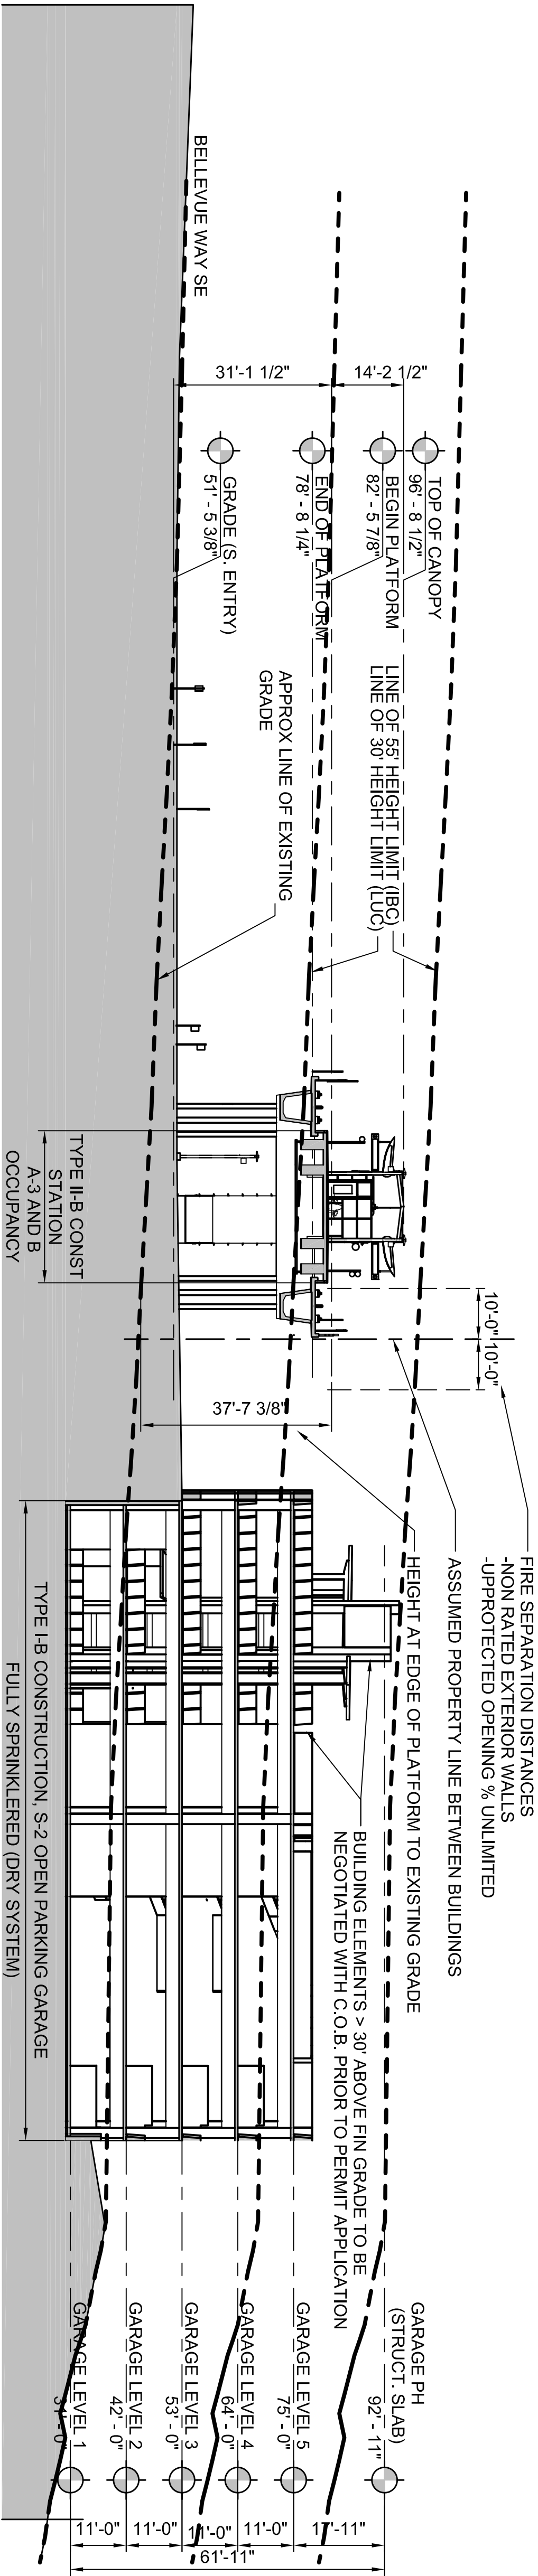 FIRE SEPARATION DISTANCES
-NON RATED EXTERIOR WALLS
-UPPROTECTED OPENING % UNLIMITED
ASSUMED PROPERTY LINE BETWEEN BUILDINGS
HEIGHT AT EDGE OF PLATFORM TO EXISTING GRADE
BUILDING ELEMENTS > 30' ABOVE FIN GRADE TO BE
NEGOTIATED WITH C.O.B. PRIOR TO PERMIT APPLICATION
10'-0"
10'-0"
TOP OF CANOPY
96' - 8 1/2"
BEGIN PLATFORM
82' - 5 7/8"
END OF PLATFORM
78' - 8 1/4"
GRADE (S. ENTRY)
51' - 5 3/8"
14'-2 1/2"
31'-1 1/2"
LINE OF 55' HEIGHT LIMIT (IBC)
LINE OF 30' HEIGHT LIMIT (LUC)
APPROX LINE OF EXISTING
GRADE
BELLEVUE WAY SE
37'-7 3/8"
TYPE II-B CONST
STATION
A-3 AND B
OCCUPANCY
TYPE I-B CONSTRUCTION, S-2 OPEN PARKING GARAGE
FULLY SPRINKLERED (DRY SYSTEM)
GARAGE PH
(STRUCT. SLAB)
92' - 11"
GARAGE LEVEL 5
75' - 0"
GARAGE LEVEL 4
64' - 0"
GARAGE LEVEL 3
53' - 0"
GARAGE LEVEL 2
42' - 0"
GARAGE LEVEL 1
31' - 0"
17'-11"
11'-0"
11'-0"
11'-0"
11'-0"
61'-11"